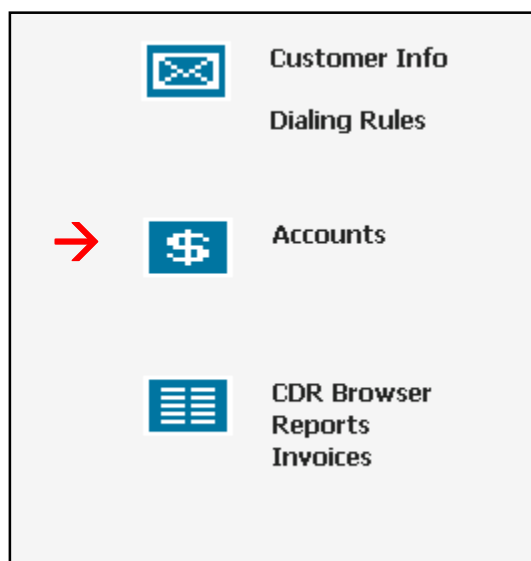 Customer Info
Dialing Rules
$
Accounts
CDR Browser
Reports
Invoices